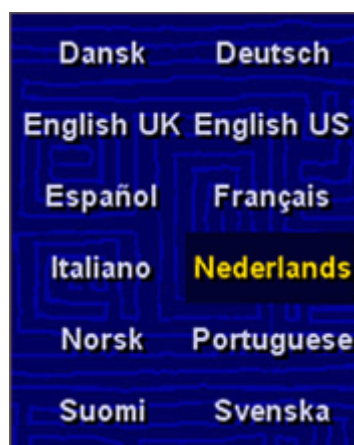 Dansk Deutsch
English UK English US
Español Français
Italiano Nederlands
Norsk Portuguese
Suomi Svenska